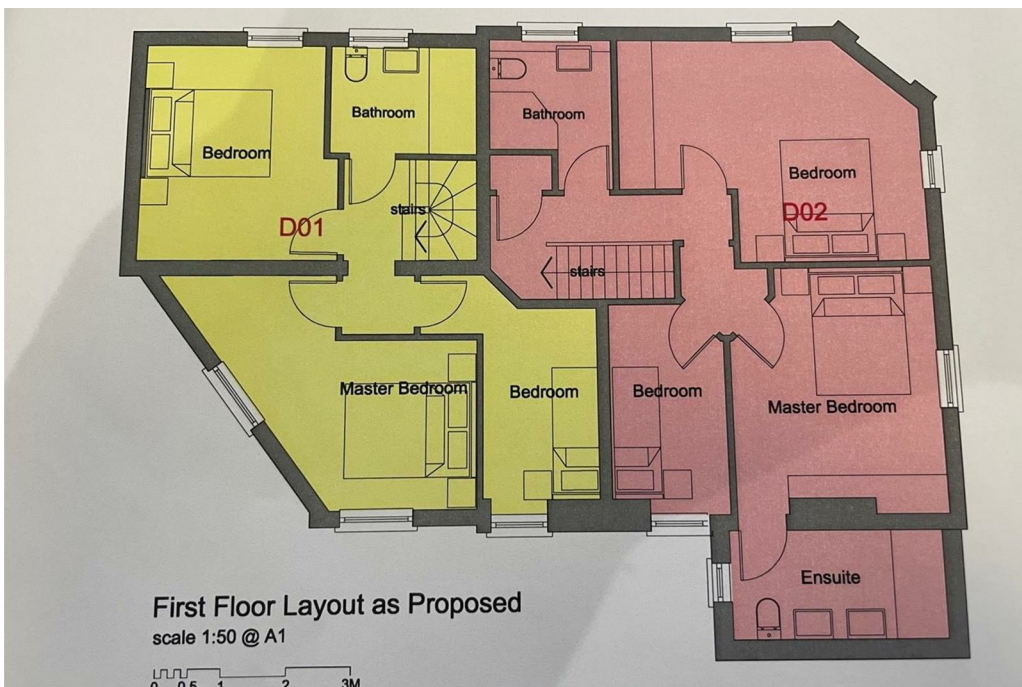 Bathroom
Bathroom
Bedroom
Bedroom
stairs
D01
D02
stairs
Master Bedroom
Bedroom
Bedroom
Master Bedroom
Ensuite
First Floor Layout as Proposed
scale 1:50 @ A1
0 0.5 1 2 3M